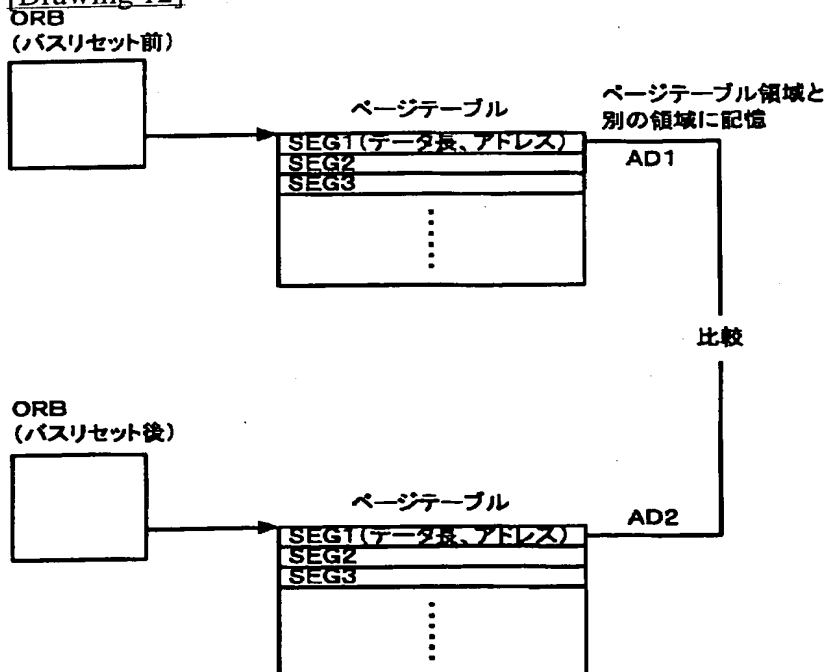 [Drawing 12]
ORB
(バスリセット前)
ページテーブル
ページテーブル領域と
別の領域に記憶
SEG1(データ長、アドレス)
AD1
SEG2
SEG3
比較
ORB
(バスリセット後)
ページテーブル
AD2
SEG1(データ長、アドレス)
SEG2
SEG3